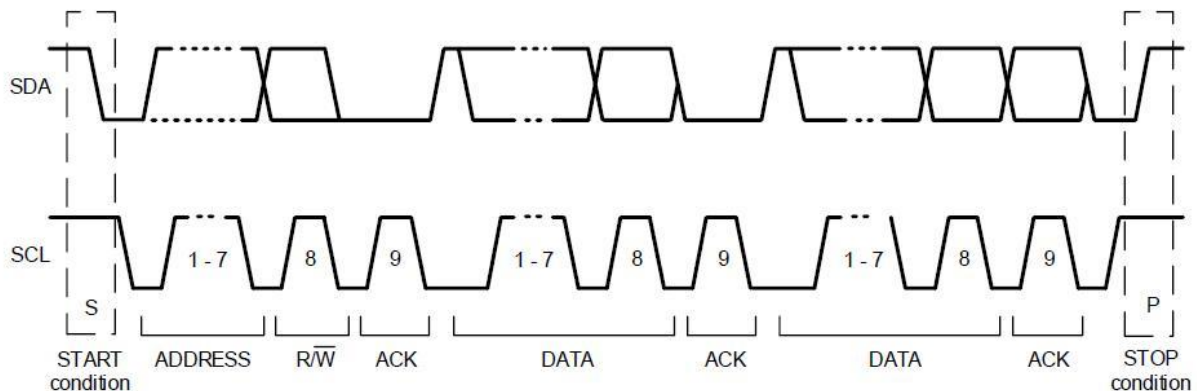 SDA
SCL
1 - 7
8
9
1 - 7
8
9
1 - 7
8
9
S
P
START
condition
ADDRESS
R/W̅
ACK
DATA
ACK
DATA
ACK
STOP
condition